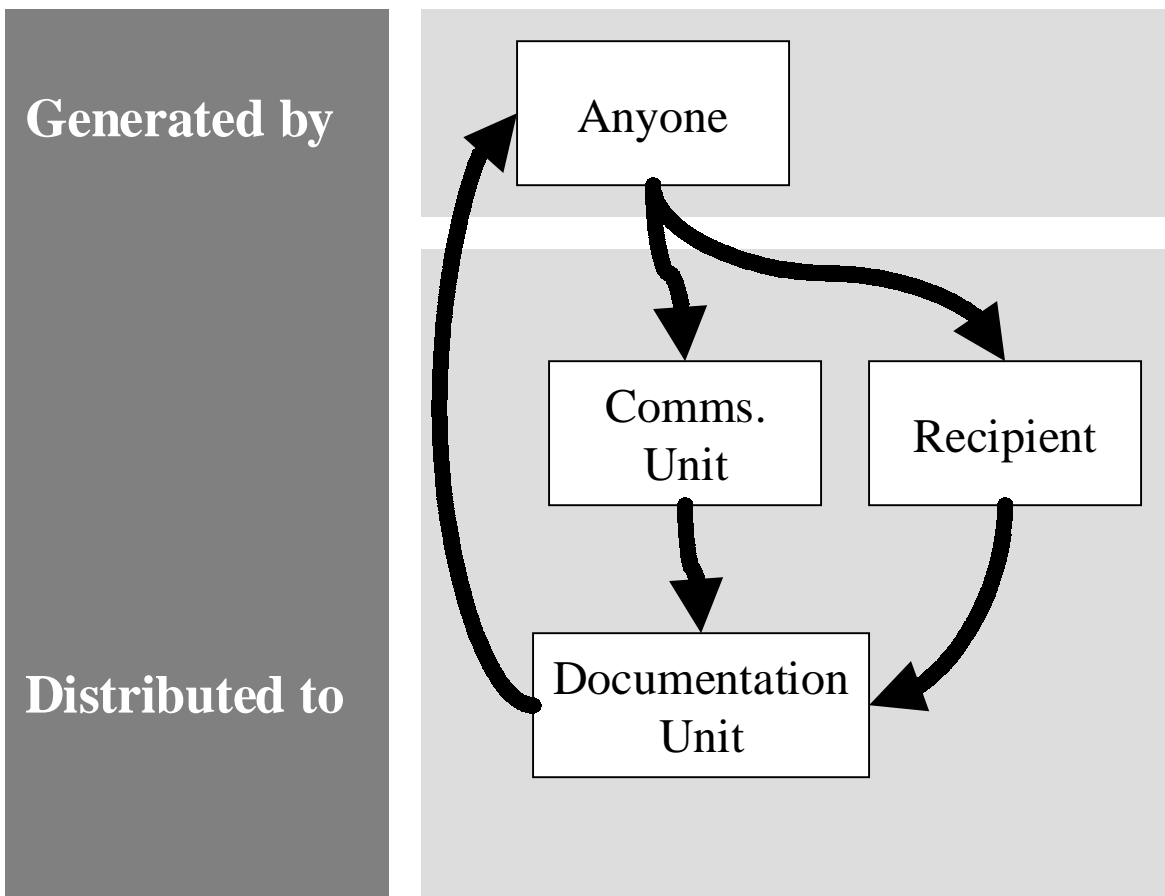 Generated by
Anyone
Comms.
Unit
Recipient
Distributed to
Documentation
Unit